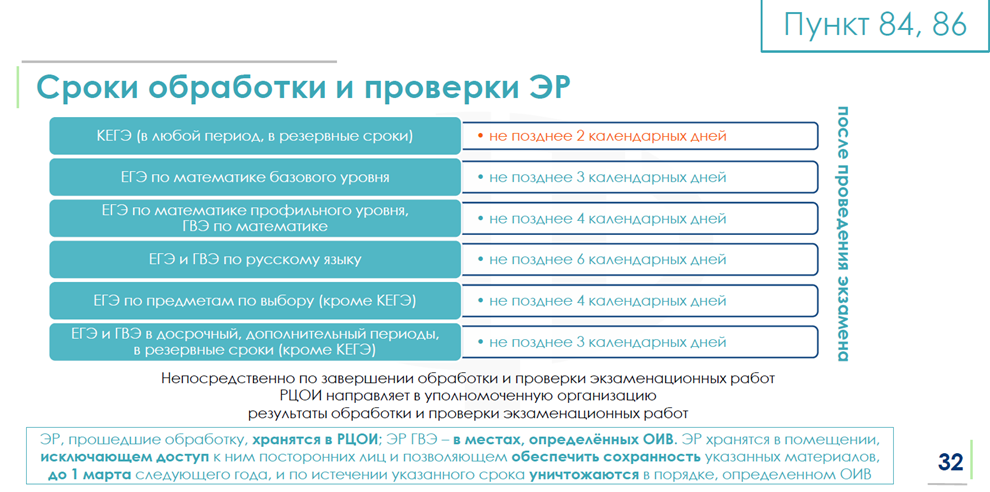 Пункт 84, 86
Сроки обработки и проверки ЭР
КЕГЭ (в любой период, в резервные сроки)
• не позднее 2 календарных дней
ЕГЭ по математике базового уровня
• не позднее 3 календарных дней
ЕГЭ по математике профильного уровня,
ГВЭ по математике
• не позднее 4 календарных дней
ЕГЭ и ГВЭ по русскому языку
• не позднее 6 календарных дней
ЕГЭ по предметам по выбору (кроме КЕГЭ)
• не позднее 4 календарных дней
ЕГЭ и ГВЭ в досрочный, дополнительный периоды,
в резервные сроки (кроме КЕГЭ)
• не позднее 3 календарных дней
после проведения экзамена
Непосредственно по завершении обработки и проверки экзаменационных работ
РЦОИ направляет в уполномоченную организацию
результаты обработки и проверки экзаменационных работ
ЭР, прошедшие обработку, хранятся в РЦОИ; ЭР ГВЭ – в местах, определённых ОИВ. ЭР хранятся в помещении,
исключающем доступ к ним посторонних лиц и позволяющем обеспечить сохранность указанных материалов,
до 1 марта следующего года, и по истечении указанного срока уничтожаются в порядке, определенном ОИВ
32